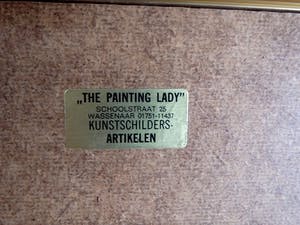 „THE PAINTING LADY”
SCHOOLSTRAAT 25
WASSENAAR 01751-11437
KUNSTSCHILDERS-
ARTIKELEN